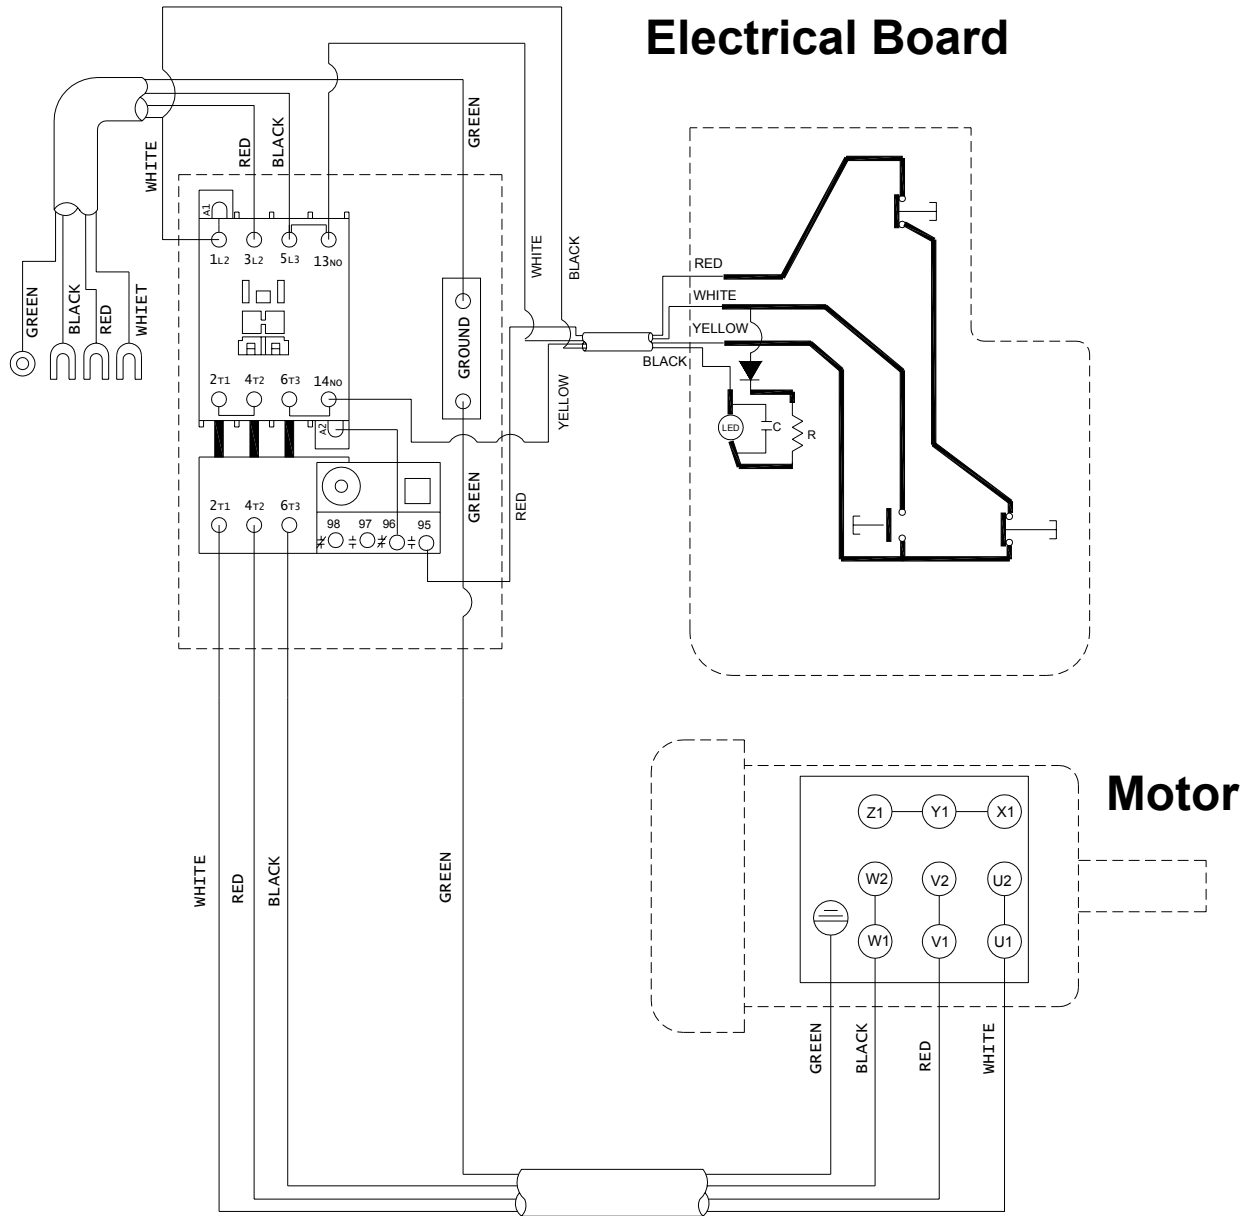 Electrical Board
GREEN
WHITE
RED
BLACK
A1
1L2
3L2
5L3
13NO
WHITE
BLACK
RED
WHITE
YELLOW
BLACK
GREEN
BLACK
RED
WHIET
GROUND
2T1
4T2
6T3
14NO
A2
YELLOW
LED
C
R
GREEN
RED
2T1
4T2
6T3
98
97
96
95
Motor
Z1
Y1
X1
W2
V2
U2
W1
V1
U1
WHITE
RED
BLACK
GREEN
GREEN
BLACK
RED
WHITE